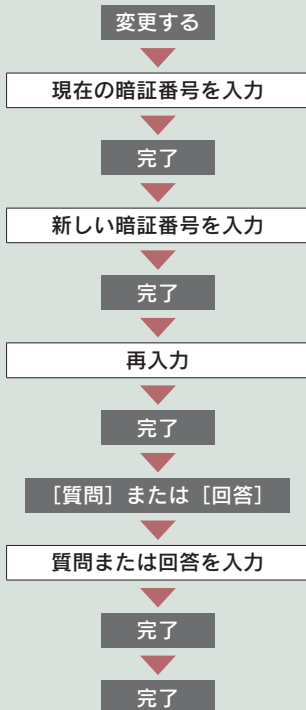 変更する
現在の暗証番号を入力
完了
新しい暗証番号を入力
完了
再入力
完了
［質問］または［回答］
質問または回答を入力
完了
完了